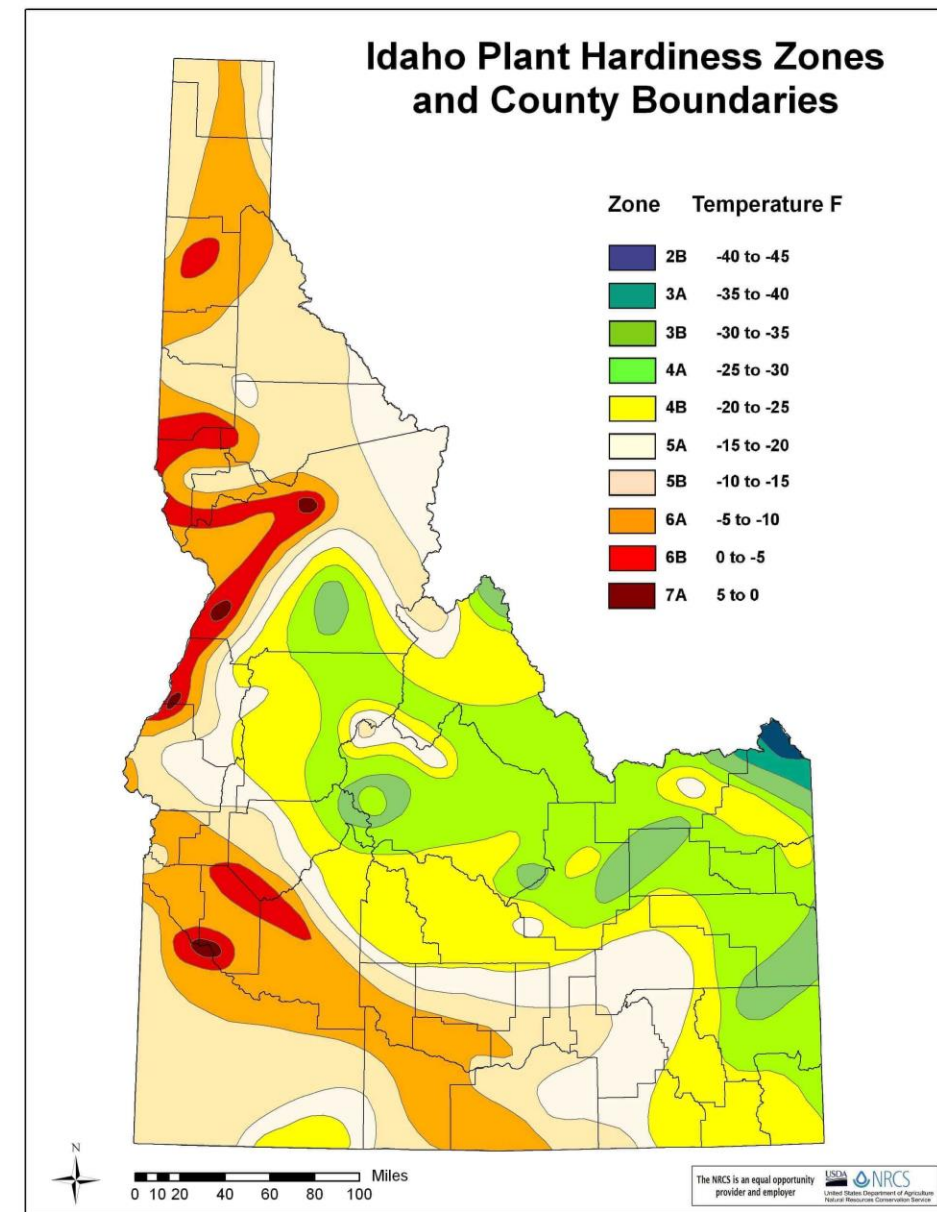 Idaho Plant Hardiness Zones
and County Boundaries
Zone Temperature F
2B -40 to -45
3A -35 to -40
3B -30 to -35
4A -25 to -30
4B -20 to -25
5A -15 to -20
5B -10 to -15
6A -5 to -10
6B 0 to -5
7A 5 to 0
N
Miles
0 10 20 40 60 80 100
The NRCS is an equal opportunity
provider and employer
USDA NRCS
United States Department of Agriculture
Natural Resources Conservation Service